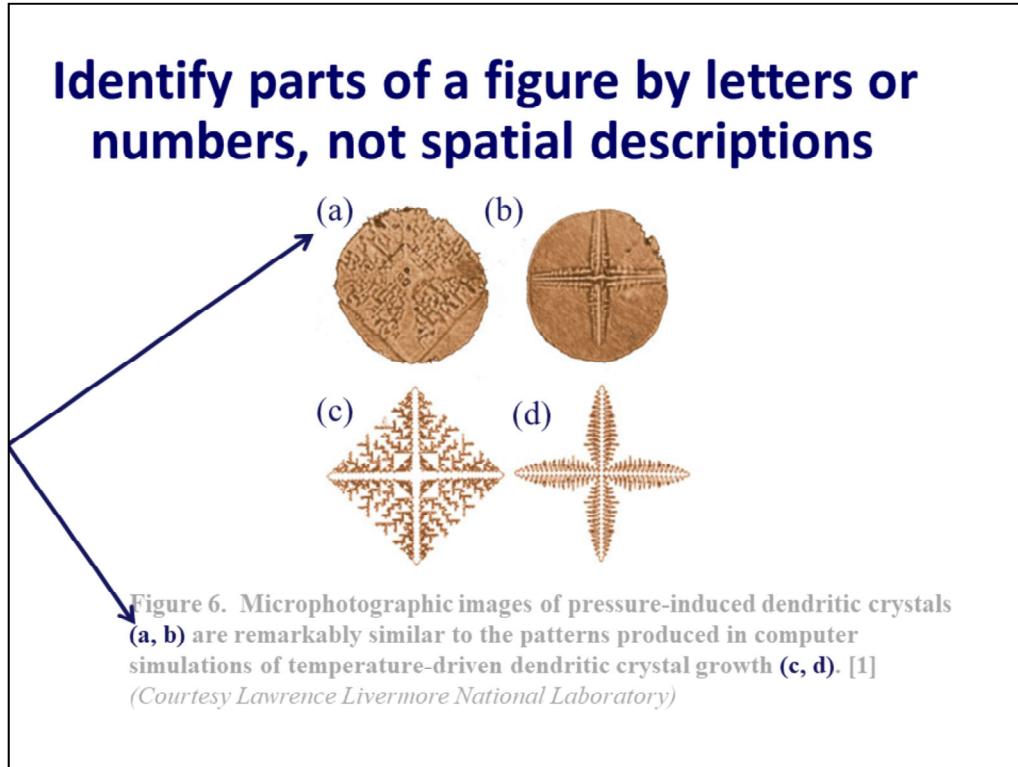 Identify parts of a figure by letters or
numbers, not spatial descriptions
(a) (b)
(c) (d)
Figure 6. Microphotographic images of pressure-induced dendritic crystals
(a, b) are remarkably similar to the patterns produced in computer
simulations of temperature-driven dendritic crystal growth (c, d). [1]
(Courtesy Lawrence Livermore National Laboratory)